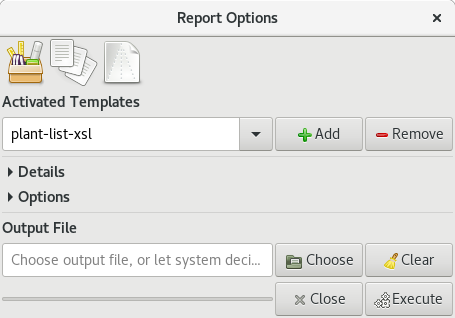 Report Options
Activated Templates
plant-list-xsl
Add
Remove
Details
Options
Output File
Choose output file, or let system deci...
Choose
Clear
Close
Execute